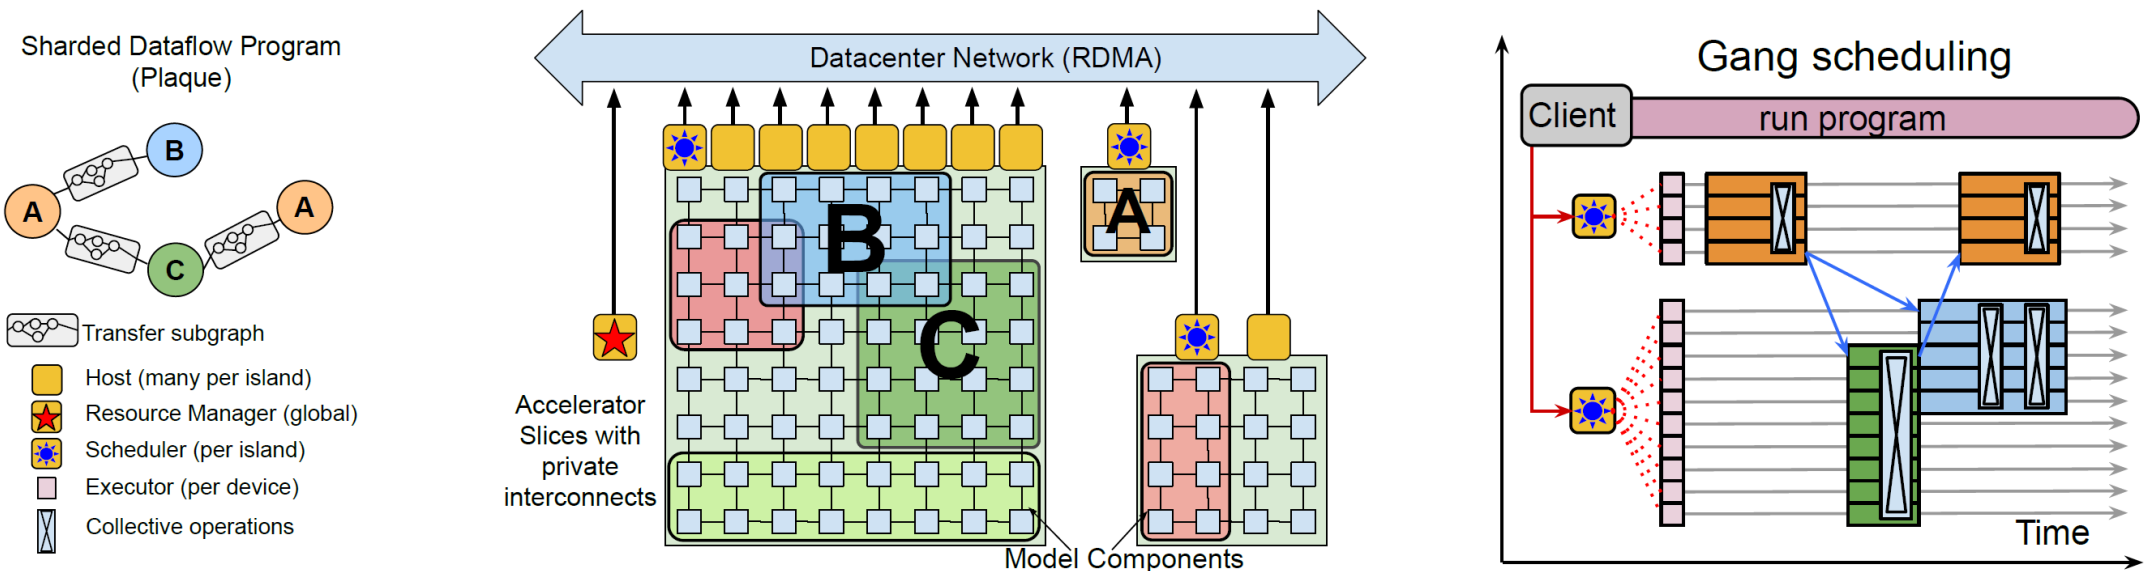 Sharded Dataflow Program
(Plaque)
B
A
A
C
Transfer subgraph
Host (many per island)
Resource Manager (global)
Scheduler (per island)
Executor (per device)
Collective operations
Datacenter Network (RDMA)
B
A
C
Accelerator
Slices with
private
interconnects
Model Components
Gang scheduling
Client
run program
Time